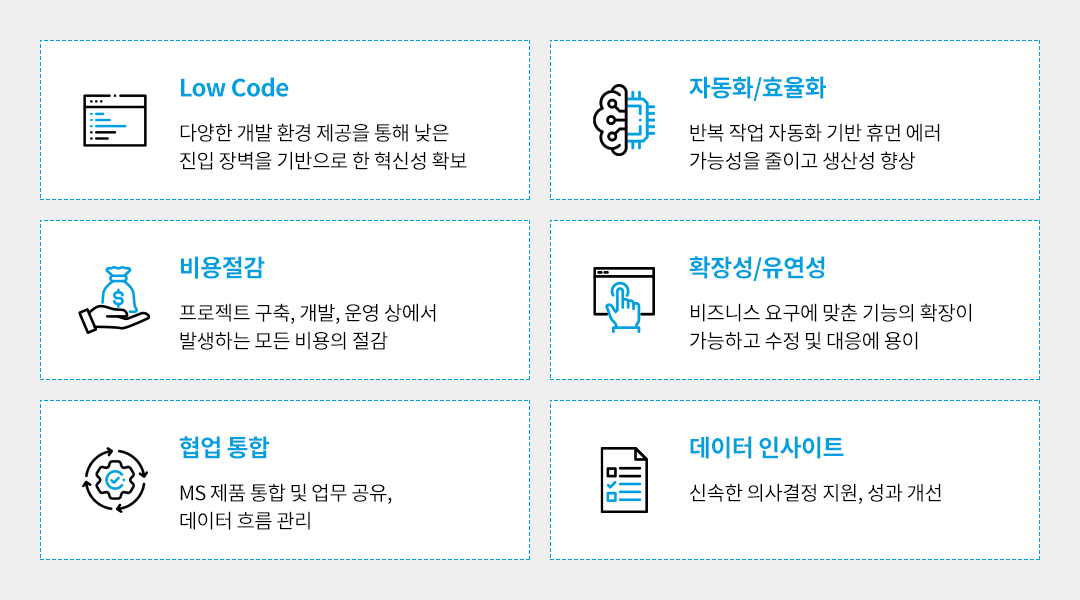 Low Code
다양한 개발 환경 제공을 통해 낮은
진입 장벽을 기반으로 한 혁신성 확보
자동화/효율화
반복 작업 자동화 기반 휴먼 에러
가능성을 줄이고 생산성 향상
비용절감
프로젝트 구축, 개발, 운영 상에서
발생하는 모든 비용의 절감
확장성/유연성
비즈니스 요구에 맞춘 기능의 확장이
가능하고 수정 및 대응에 용이
협업 통합
MS 제품 통합 및 업무 공유,
데이터 흐름 관리
데이터 인사이트
신속한 의사결정 지원, 성과 개선